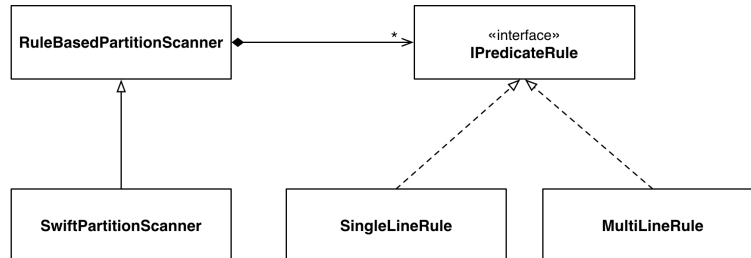 RuleBasedPartitionScanner
*
«interface»
IPredicateRule
SwiftPartitionScanner
SingleLineRule
MultiLineRule